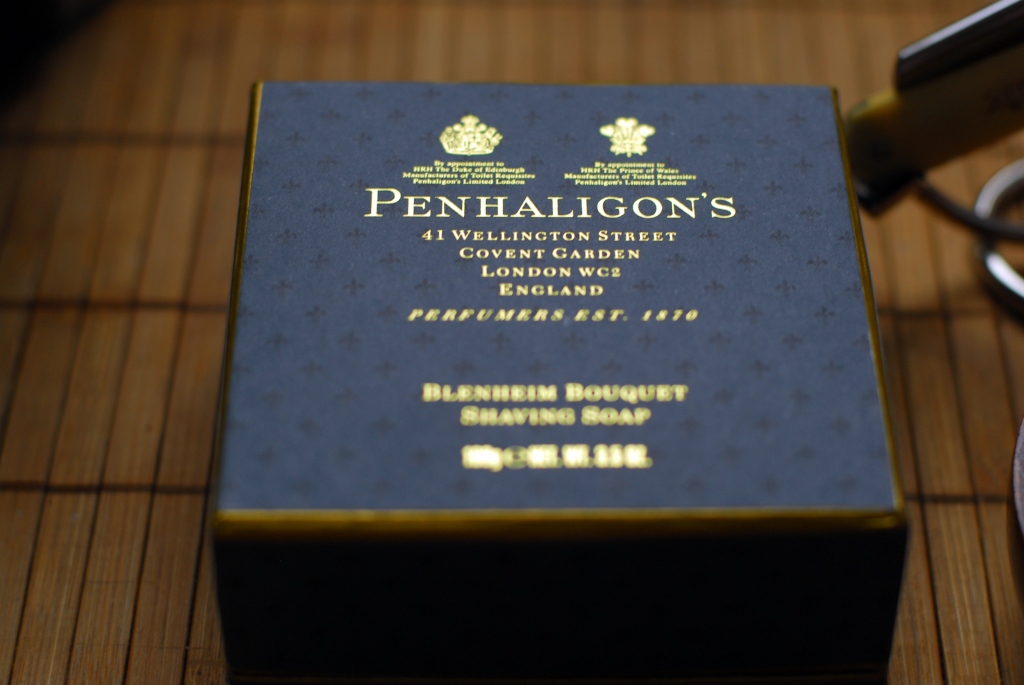 By appointment to
HRH The Duke of Edinburgh
Manufacturers of Toilet Requisites
Penhaligon's Limited London
By appointment to
HRH The Prince of Wales
Manufacturers of Toilet Requisites
Penhaligon's Limited London
PENHALIGON'S
41 WELLINGTON STREET
COVENT GARDEN
LONDON WC2
ENGLAND
PERFUMERS EST. 1870
BLENHEIM BOUQUET
SHAVING SOAP